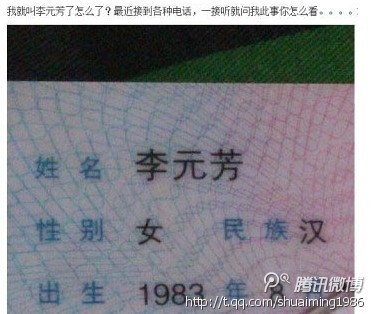 我就叫李元芳了怎么了？最近接到各种电话，一接听就问我此事你怎么看。。。。
姓 名 李元芳
性 别 女 民 族 汉
出 生 1983 年 8
腾讯微博
http://t.qq.com/shuaiming1986